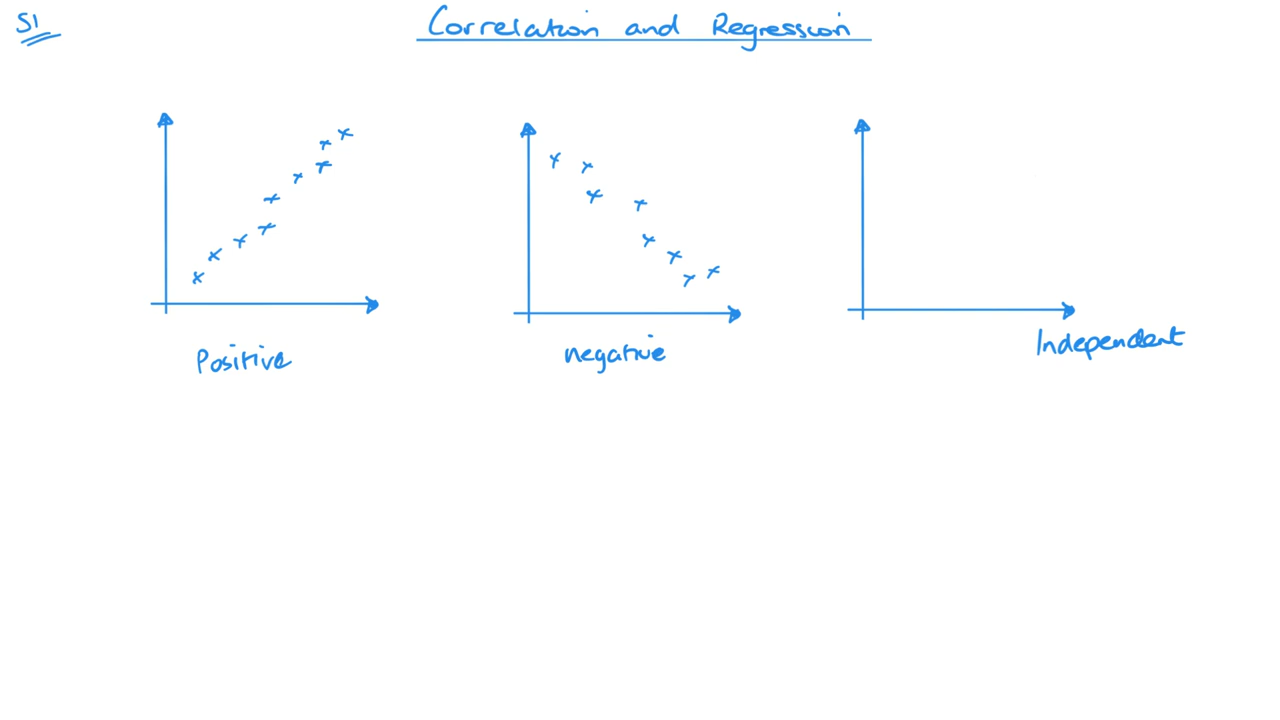 S1
Correlation and Regression
Positive
negative
Independent